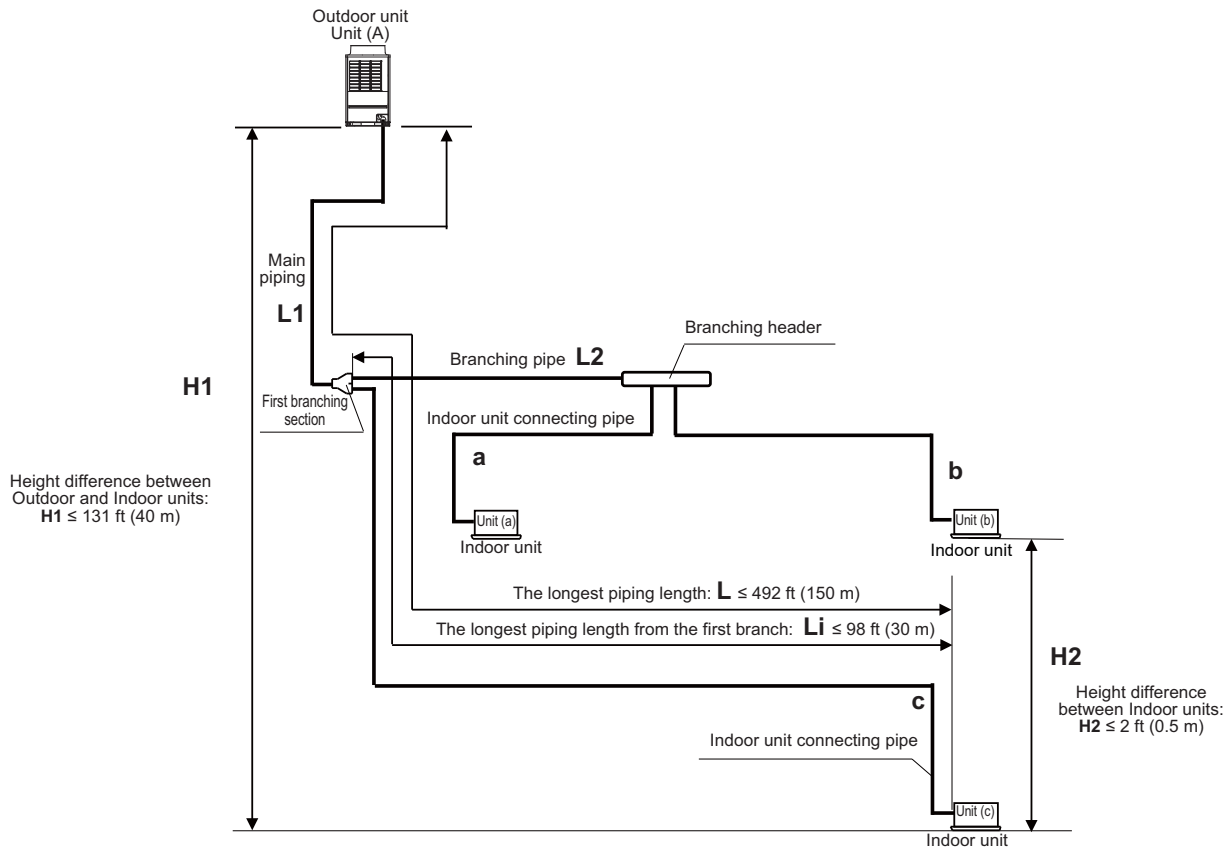 Outdoor unit
Unit (A)
Main
piping
L1
H1
Height difference between
Outdoor and Indoor units:
H1 ≤ 131 ft (40 m)
First branching
section
Branching pipe L2
Branching header
Indoor unit connecting pipe
a
b
Unit (a)
Indoor unit
Unit (b)
Indoor unit
The longest piping length: L ≤ 492 ft (150 m)
The longest piping length from the first branch: Li ≤ 98 ft (30 m)
H2
Height difference
between Indoor units:
H2 ≤ 2 ft (0.5 m)
c
Indoor unit connecting pipe
Unit (c)
Indoor unit